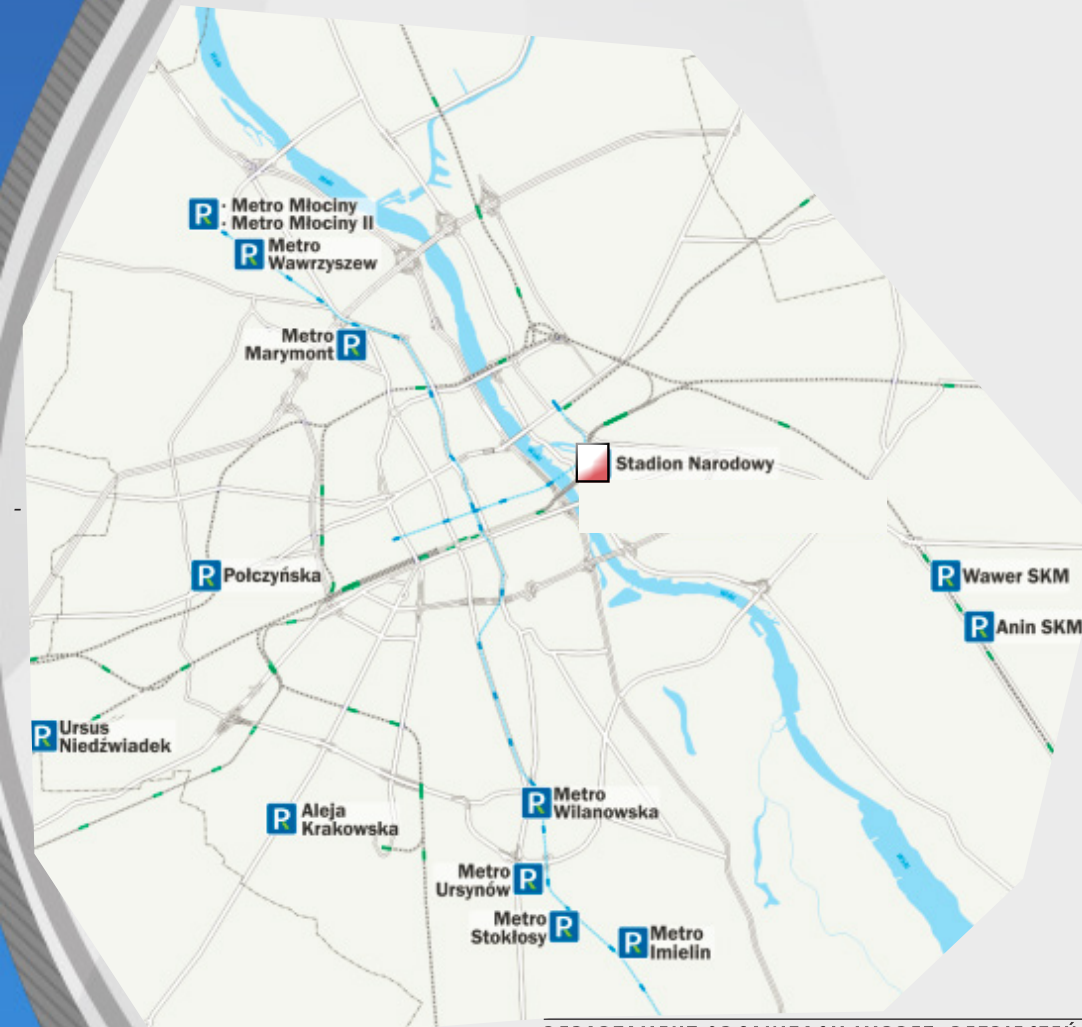 · Metro Młociny
· Metro Młociny II
Metro
Wawrzyszew
Metro
Marymont
Stadion Narodowy
Połczyńska
Wawer SKM
Anin SKM
Ursus
Niedźwiadek
Aleja
Krakowska
Metro
Wilanowska
Metro
Ursynów
Metro
Stokłosy
Metro
Imielin